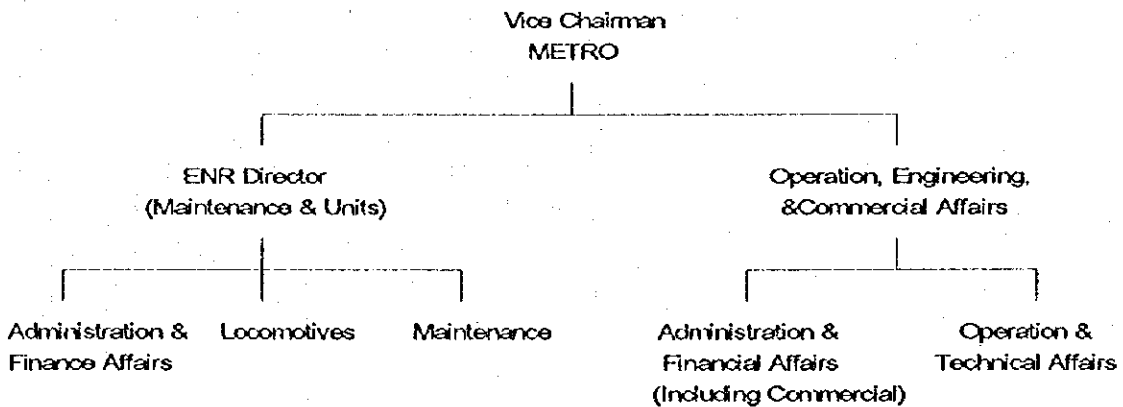 Vice Chairman
METRO
ENR Director
(Maintenance & Units)
Operation, Engineering,
&Commercial Affairs
Administration &
Finance Affairs
Locomotives
Maintenance
Administration &
Financial Affairs
(Including Commercial)
Operation &
Technical Affairs